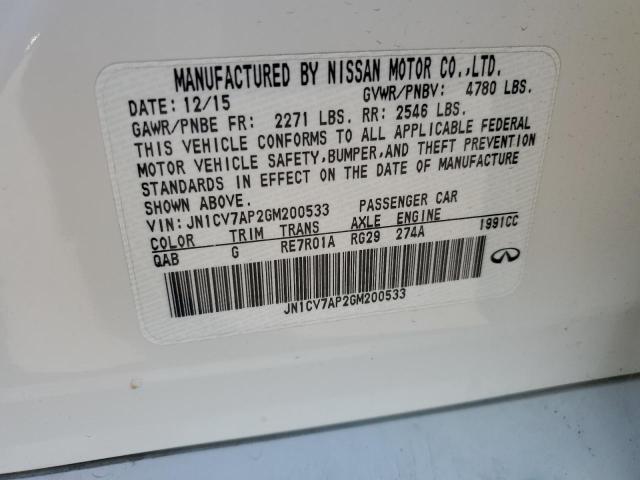 MANUFACTURED BY NISSAN MOTOR CO.,LTD.
DATE: 12/15 GVWR/PNBV: 4780 LBS.
GAWR/PNBE FR: 2271 LBS. RR: 2546 LBS.
THIS VEHICLE CONFORMS TO ALL APPLICABLE FEDERAL
MOTOR VEHICLE SAFETY,BUMPER,AND THEFT PREVENTION
STANDARDS IN EFFECT ON THE DATE OF MANUFACTURE
SHOWN ABOVE.
VIN: JN1CV7AP2GM200533 PASSENGER CAR
COLOR TRIM TRANS AXLE ENGINE
QAB G RE7R01A RG29 274A 1991CC
JN1CV7AP2GM200533